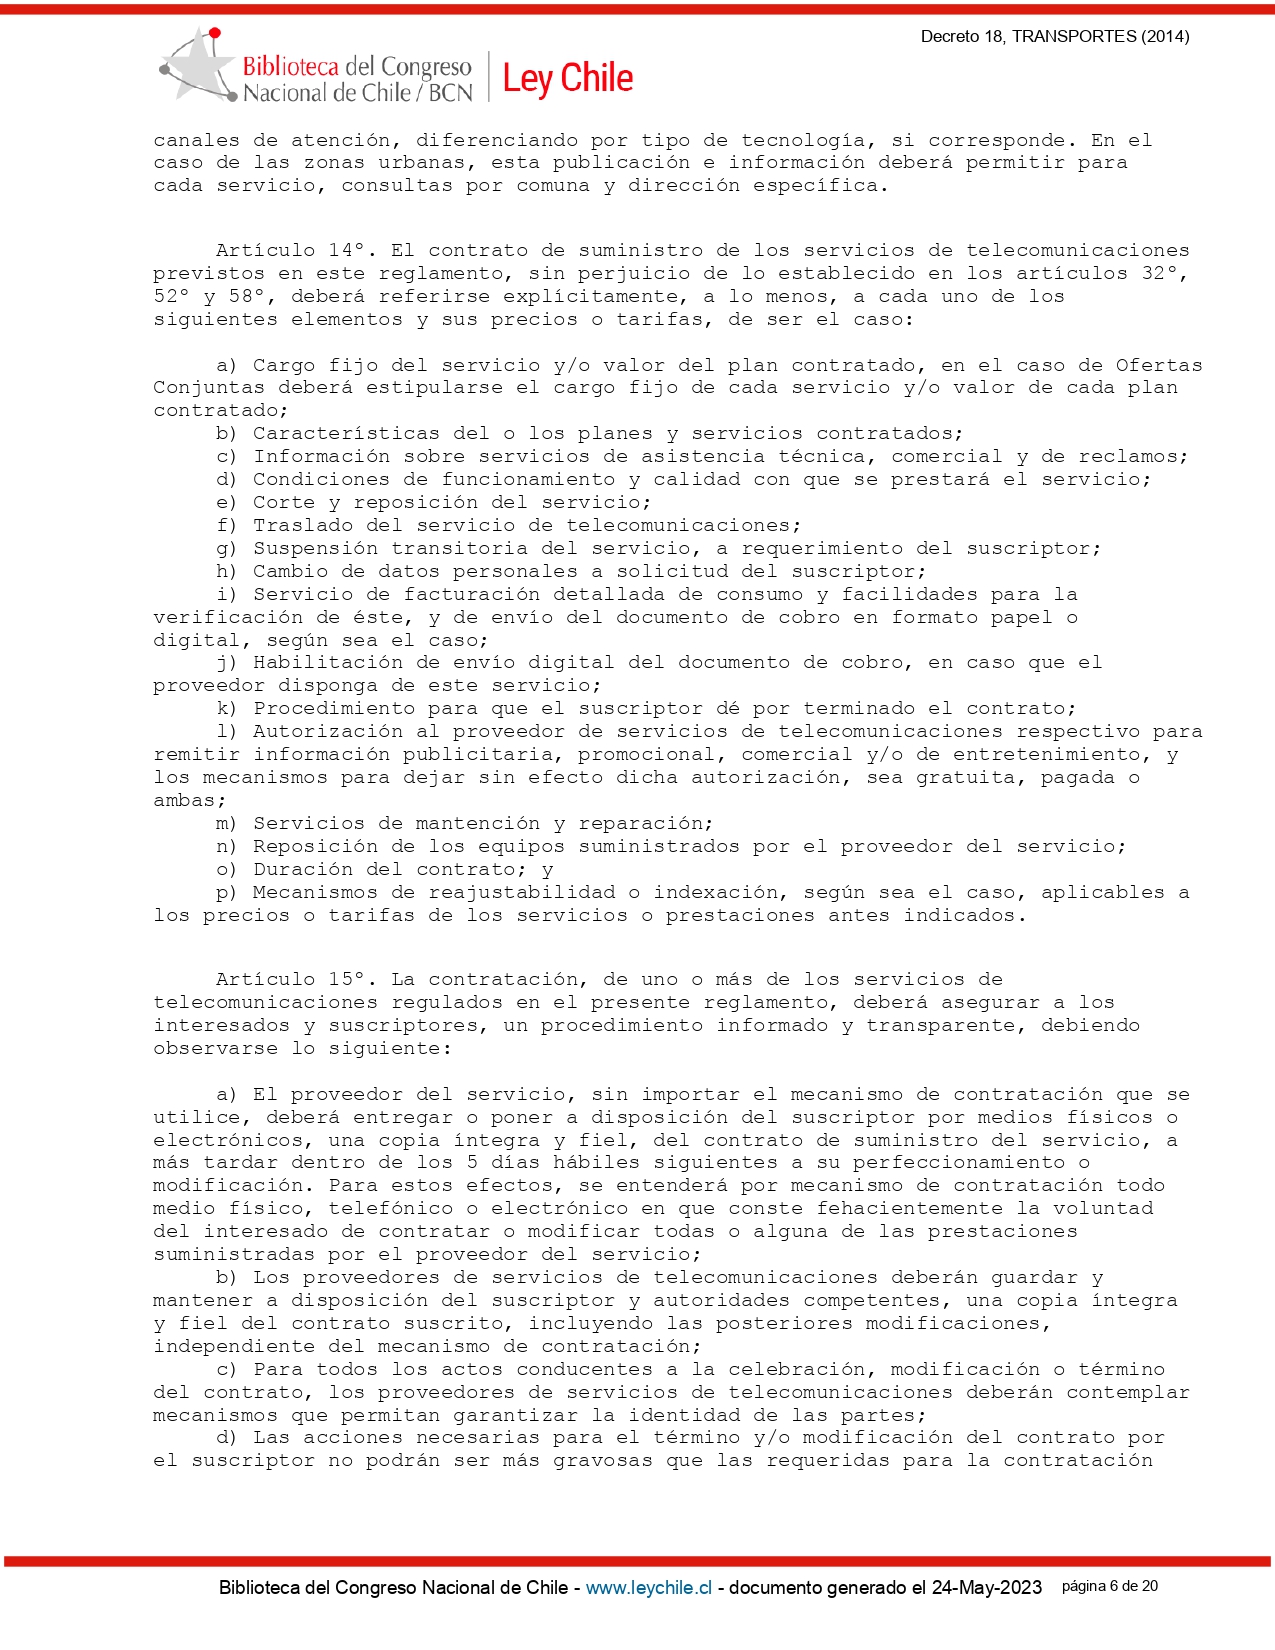 Decreto 18, TRANSPORTES (2014)
Biblioteca del Congreso
Nacional de Chile / BCN
Ley Chile
canales de atención, diferenciando por tipo de tecnología, si corresponde. En el
caso de las zonas urbanas, esta publicación e información deberá permitir para
cada servicio, consultas por comuna y dirección específica.
Artículo 14º. El contrato de suministro de los servicios de telecomunicaciones
previstos en este reglamento, sin perjuicio de lo establecido en los artículos 32º,
52º y 58º, deberá referirse explícitamente, a lo menos, a cada uno de los
siguientes elementos y sus precios o tarifas, de ser el caso:
a) Cargo fijo del servicio y/o valor del plan contratado, en el caso de Ofertas
Conjuntas deberá estipularse el cargo fijo de cada servicio y/o valor de cada plan
contratado;
b) Características del o los planes y servicios contratados;
c) Información sobre servicios de asistencia técnica, comercial y de reclamos;
d) Condiciones de funcionamiento y calidad con que se prestará el servicio;
e) Corte y reposición del servicio;
f) Traslado del servicio de telecomunicaciones;
g) Suspensión transitoria del servicio, a requerimiento del suscriptor;
h) Cambio de datos personales a solicitud del suscriptor;
i) Servicio de facturación detallada de consumo y facilidades para la
verificación de éste, y de envío del documento de cobro en formato papel o
digital, según sea el caso;
j) Habilitación de envío digital del documento de cobro, en caso que el
proveedor disponga de este servicio;
k) Procedimiento para que el suscriptor dé por terminado el contrato;
l) Autorización al proveedor de servicios de telecomunicaciones respectivo para
remitir información publicitaria, promocional, comercial y/o de entretenimiento, y
los mecanismos para dejar sin efecto dicha autorización, sea gratuita, pagada o
ambas;
m) Servicios de mantención y reparación;
n) Reposición de los equipos suministrados por el proveedor del servicio;
o) Duración del contrato; y
p) Mecanismos de reajustabilidad o indexación, según sea el caso, aplicables a
los precios o tarifas de los servicios o prestaciones antes indicados.
Artículo 15º. La contratación, de uno o más de los servicios de
telecomunicaciones regulados en el presente reglamento, deberá asegurar a los
interesados y suscriptores, un procedimiento informado y transparente, debiendo
observarse lo siguiente:
a) El proveedor del servicio, sin importar el mecanismo de contratación que se
utilice, deberá entregar o poner a disposición del suscriptor por medios físicos o
electrónicos, una copia íntegra y fiel, del contrato de suministro del servicio, a
más tardar dentro de los 5 días hábiles siguientes a su perfeccionamiento o
modificación. Para estos efectos, se entenderá por mecanismo de contratación todo
medio físico, telefónico o electrónico en que conste fehacientemente la voluntad
del interesado de contratar o modificar todas o alguna de las prestaciones
suministradas por el proveedor del servicio;
b) Los proveedores de servicios de telecomunicaciones deberán guardar y
mantener a disposición del suscriptor y autoridades competentes, una copia íntegra
y fiel del contrato suscrito, incluyendo las posteriores modificaciones,
independiente del mecanismo de contratación;
c) Para todos los actos conducentes a la celebración, modificación o término
del contrato, los proveedores de servicios de telecomunicaciones deberán contemplar
mecanismos que permitan garantizar la identidad de las partes;
d) Las acciones necesarias para el término y/o modificación del contrato por
el suscriptor no podrán ser más gravosas que las requeridas para la contratación
Biblioteca del Congreso Nacional de Chile - www.leychile.cl - documento generado el 24-May-2023 página 6 de 20